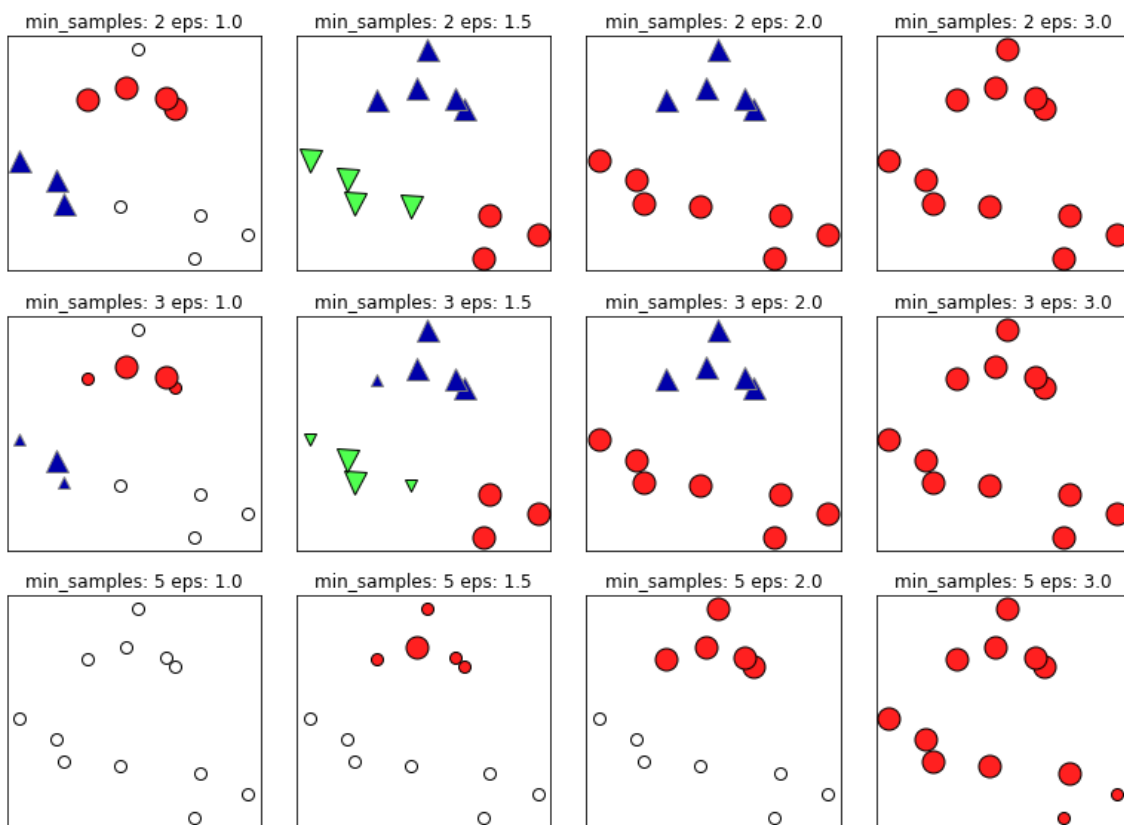 min_samples: 2 eps: 1.0
min_samples: 2 eps: 1.5
min_samples: 2 eps: 2.0
min_samples: 2 eps: 3.0
min_samples: 3 eps: 1.0
min_samples: 3 eps: 1.5
min_samples: 3 eps: 2.0
min_samples: 3 eps: 3.0
min_samples: 5 eps: 1.0
min_samples: 5 eps: 1.5
min_samples: 5 eps: 2.0
min_samples: 5 eps: 3.0